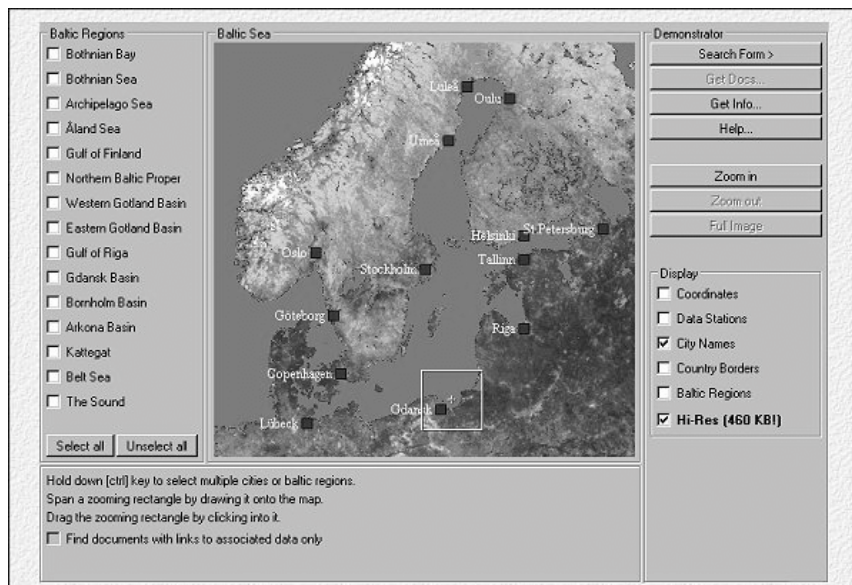 Baltic Regions
Bothnian Bay
Bothnian Sea
Archipelago Sea
Åland Sea
Gulf of Finland
Northern Baltic Proper
Western Gotland Basin
Eastern Gotland Basin
Gulf of Riga
Gdansk Basin
Bornholm Basin
Arkona Basin
Kattegat
Belt Sea
The Sound
Select all
Unselect all
Baltic Sea
Luleå
Oulu
Umeå
Helsinki
St.Petersburg
Oslo
Tallinn
Stockholm
Göteborg
Riga
Gopenhagen
Gdansk
Lübeck
Demonstrator
Search Form >
Get Docs...
Get Info...
Help...
Zoom in
Zoom out
Full Image
Display
Coordinates
Data Stations
City Names
Country Borders
Baltic Regions
Hi-Res (460 KB!)
Hold down [ctrl] key to select multiple cities or baltic regions.
Span a zooming rectangle by drawing it onto the map.
Drag the zooming rectangle by clicking into it.
Find documents with links to associated data only